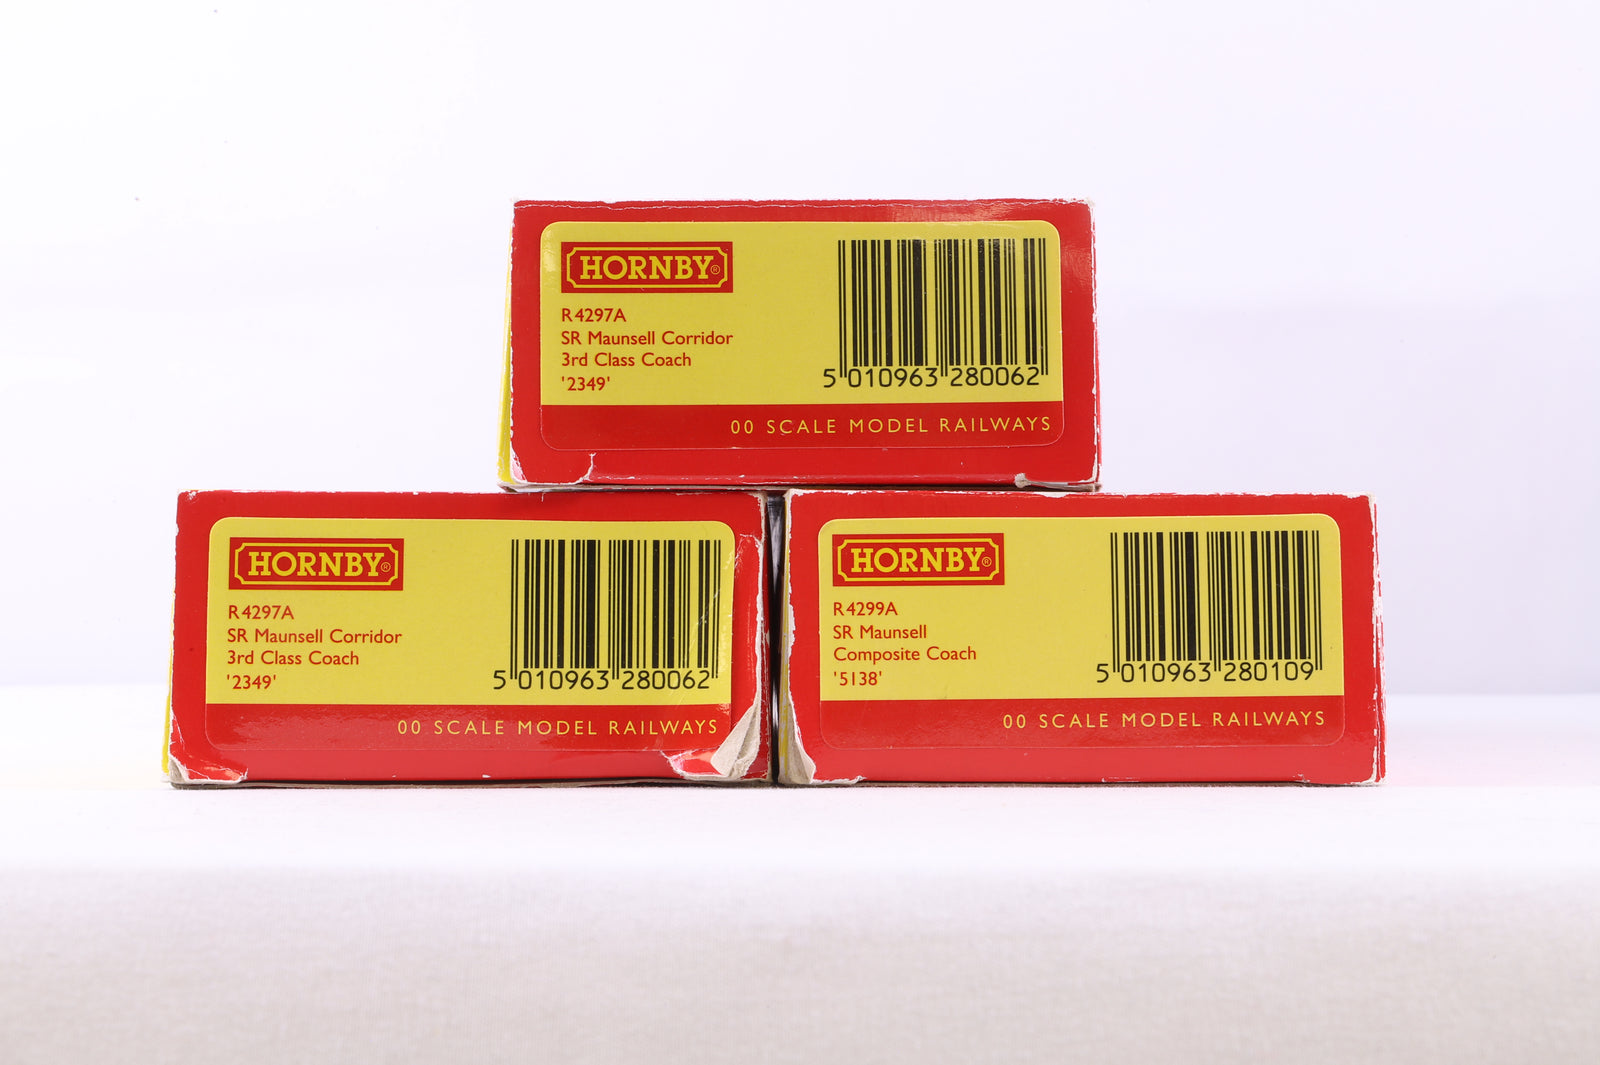 HORNBY®
R4297A
SR Maunsell Corridor
3rd Class Coach
'2349'
5 010963 280062
00 SCALE MODEL RAILWAYS
HORNBY®
R4297A
SR Maunsell Corridor
3rd Class Coach
'2349'
5 010963 280062
00 SCALE MODEL RAILWAYS
HORNBY®
R4299A
SR Maunsell
Composite Coach
'5138'
5 010963 280109
00 SCALE MODEL RAILWAYS